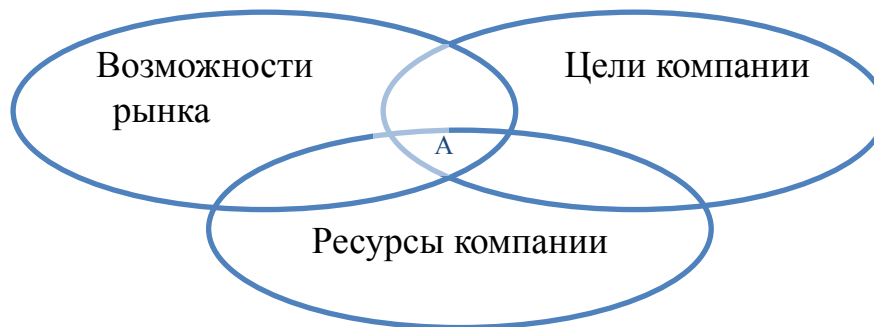 Возможности
рынка
Цели компании
А
Ресурсы компании